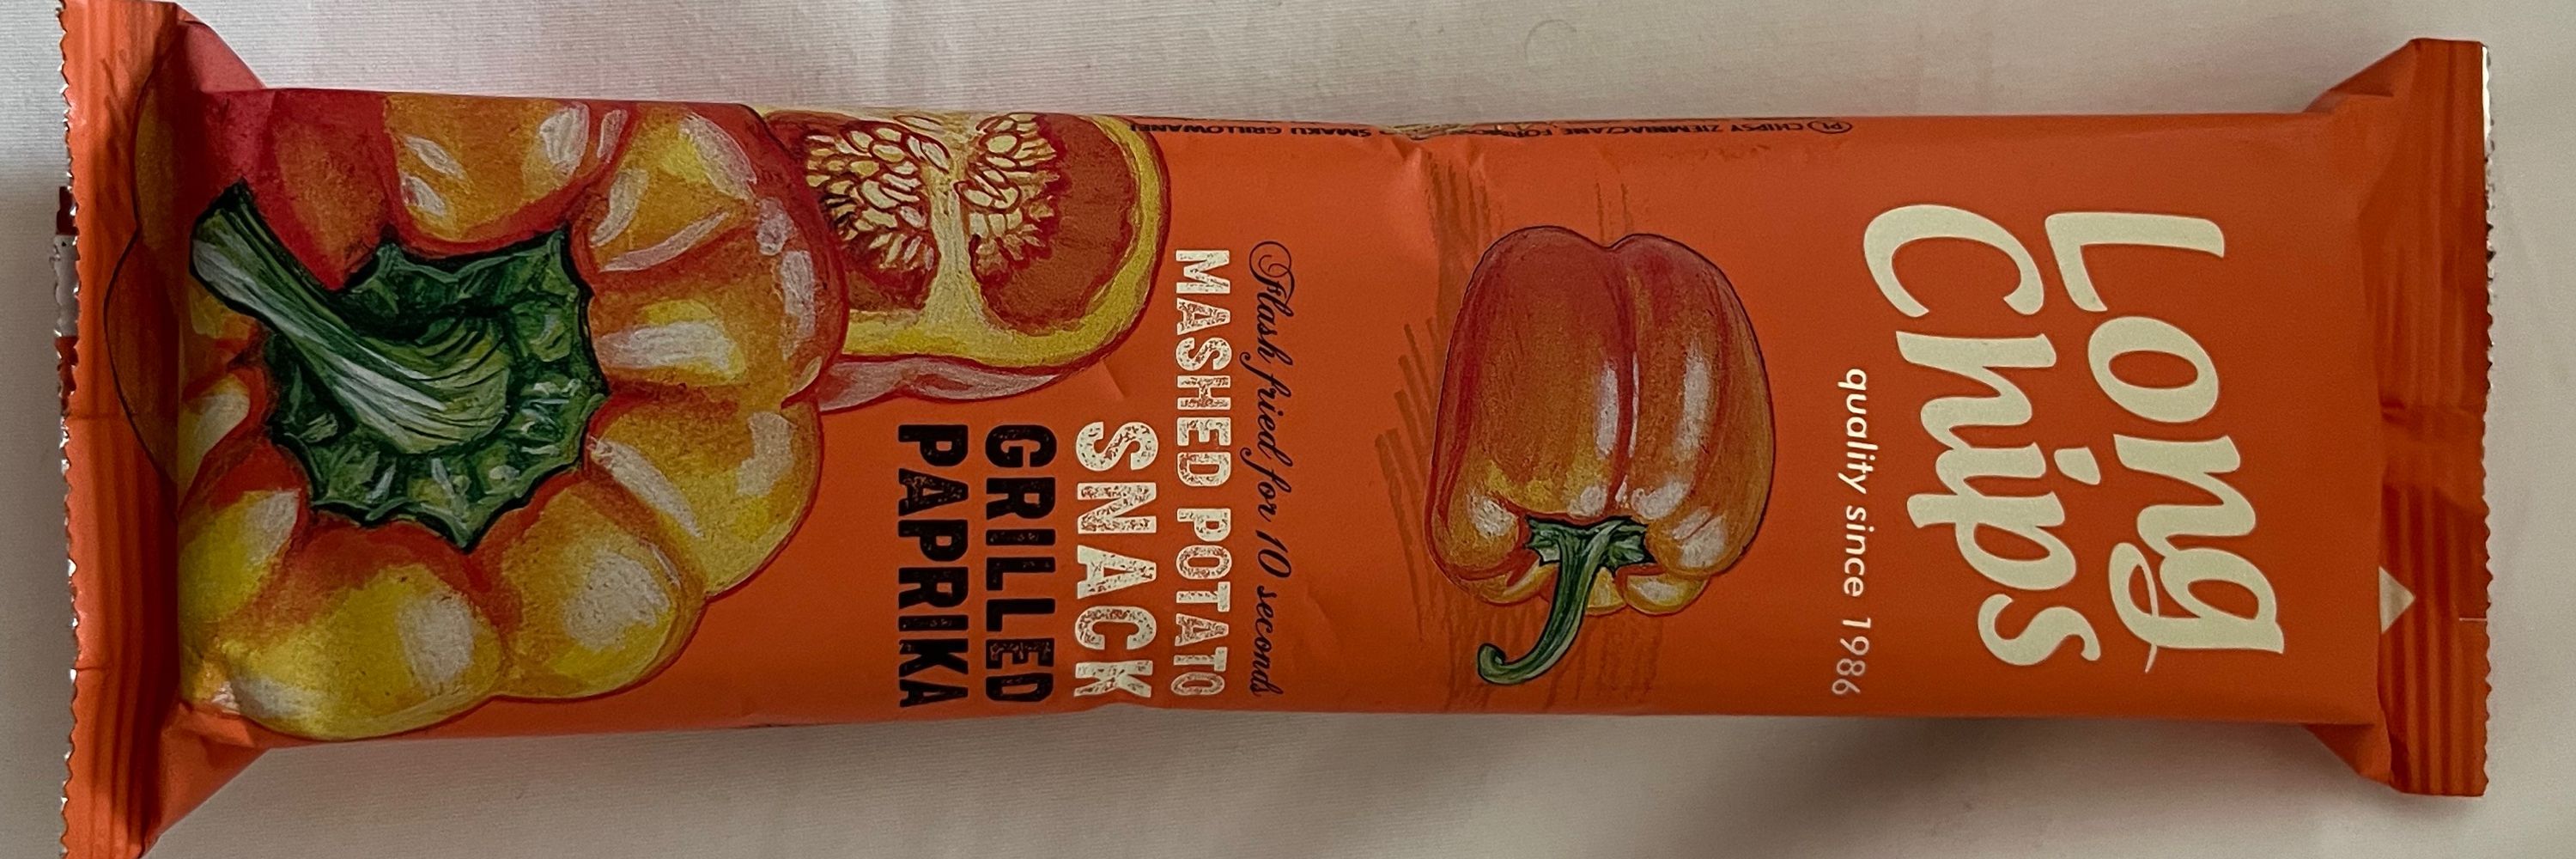 Long
Chips
quality since 1986
Flash fried for 10 seconds
MASHED POTATO
SNACK
GRILLED
PAPRIKA
PL CHIPSY ZIEMNIACZANE SMAKU GRILLOWANEJ